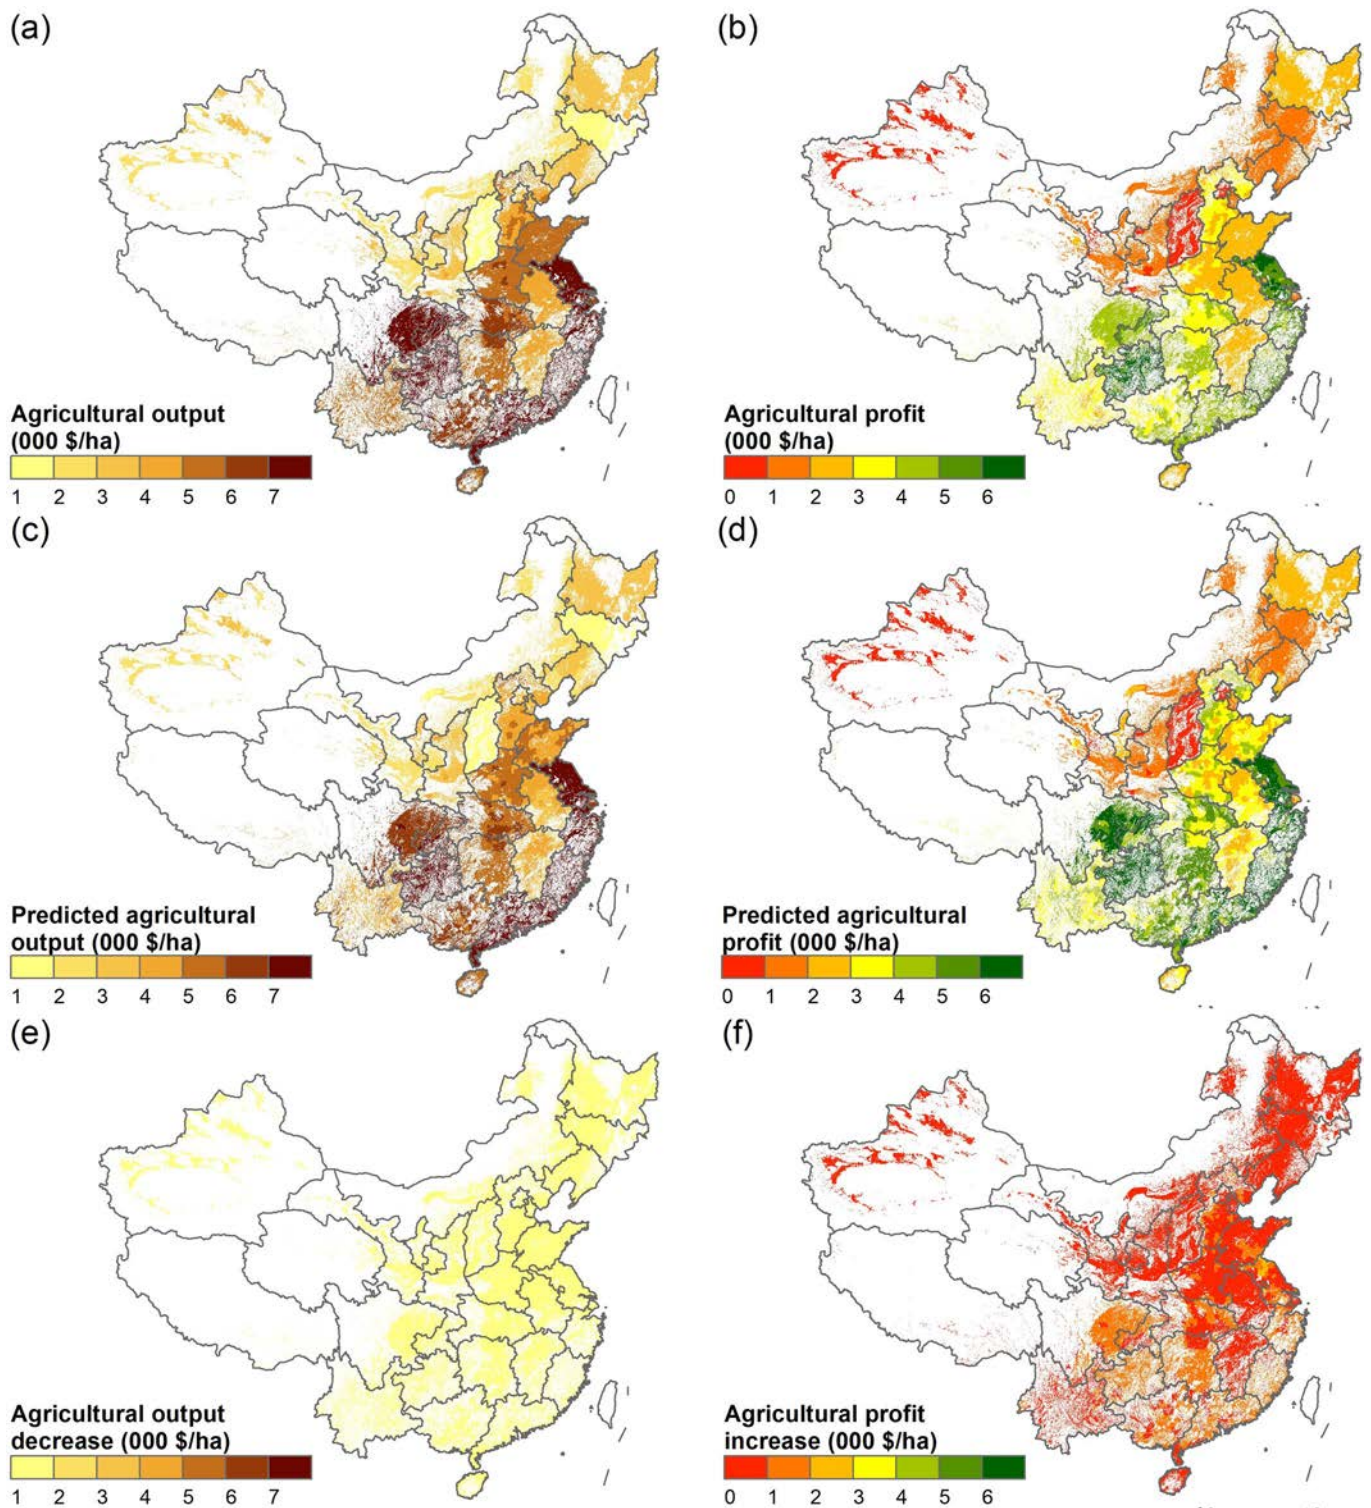 (a)
(b)
Agricultural output
(000 $/ha)
1 2 3 4 5 6 7
Agricultural profit
(000 $/ha)
0 1 2 3 4 5 6
(c)
(d)
Predicted agricultural
output (000 $/ha)
1 2 3 4 5 6 7
Predicted agricultural
profit (000 $/ha)
0 1 2 3 4 5 6
(e)
(f)
Agricultural output
decrease (000 $/ha)
1 2 3 4 5 6 7
Agricultural profit
increase (000 $/ha)
0 1 2 3 4 5 6